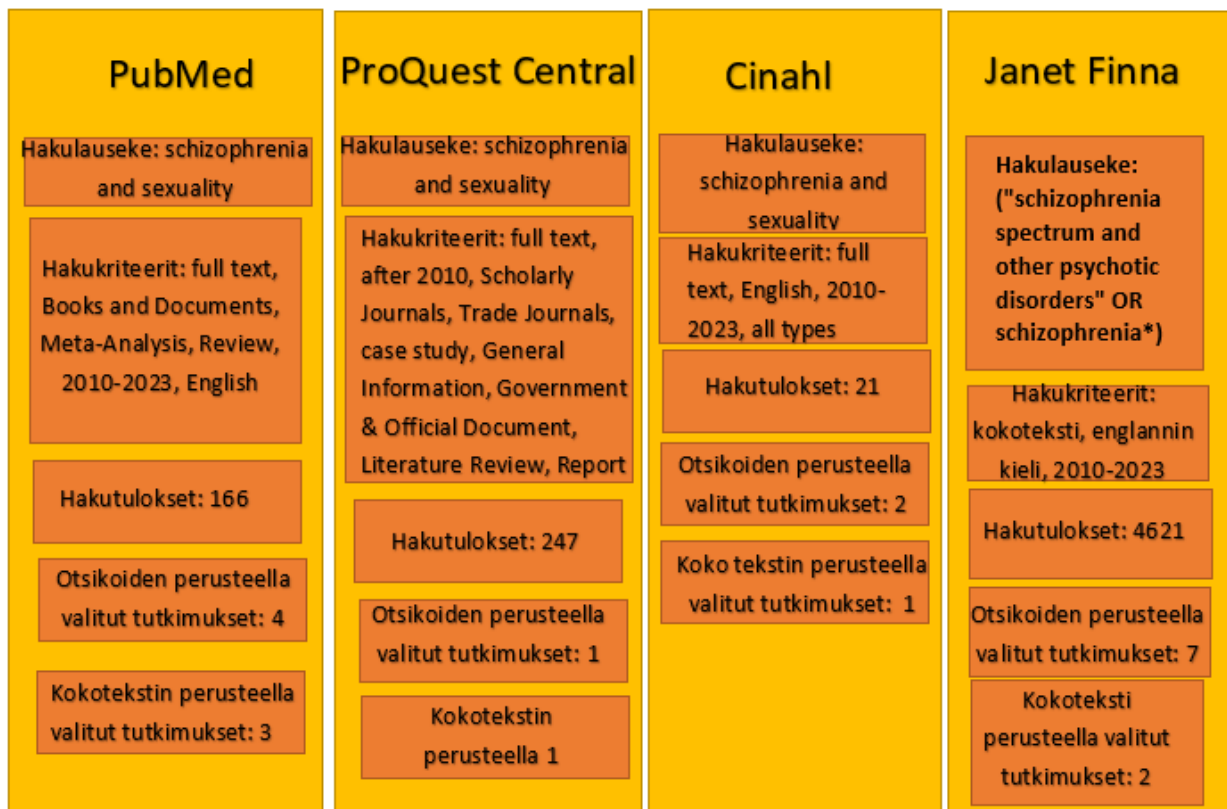 PubMed
Hakulauseke: schizophrenia
and sexuality
Hakukriteerit: full text,
Books and Documents,
Meta-Analysis, Review,
2010-2023, English
Hakutulokset: 166
Otsikoiden perusteella
valitut tutkimukset: 4
Kokotekstin perusteella
valitut tutkimukset: 3
ProQuest Central
Hakulauseke: schizophrenia
and sexuality
Hakukriteerit: full text,
after 2010, Scholarly
Journals, Trade Journals,
case study, General
Information, Government
& Official Document,
Literature Review, Report
Hakutulokset: 247
Otsikoiden perusteella
valitut tutkimukset: 1
Kokotekstin
perusteella 1
Cinahl
Hakulauseke:
schizophrenia and
sexuality
Hakukriteerit: full
text, English, 2010-
2023, all types
Hakutulokset: 21
Otsikoiden perusteella
valitut tutkimukset: 2
Koko tekstin perusteella
valitut tutkimukset: 1
Janet Finna
Hakulauseke:
("schizophrenia
spectrum and
other psychotic
disorders" OR
schizophrenia*)
Hakukriteerit:
kokoteksti, englannin
kieli, 2010-2023
Hakutulokset: 4621
Otsikoiden perusteella
valitut tutkimukset: 7
Kokoteksti
perusteella valitut
tutkimukset: 2